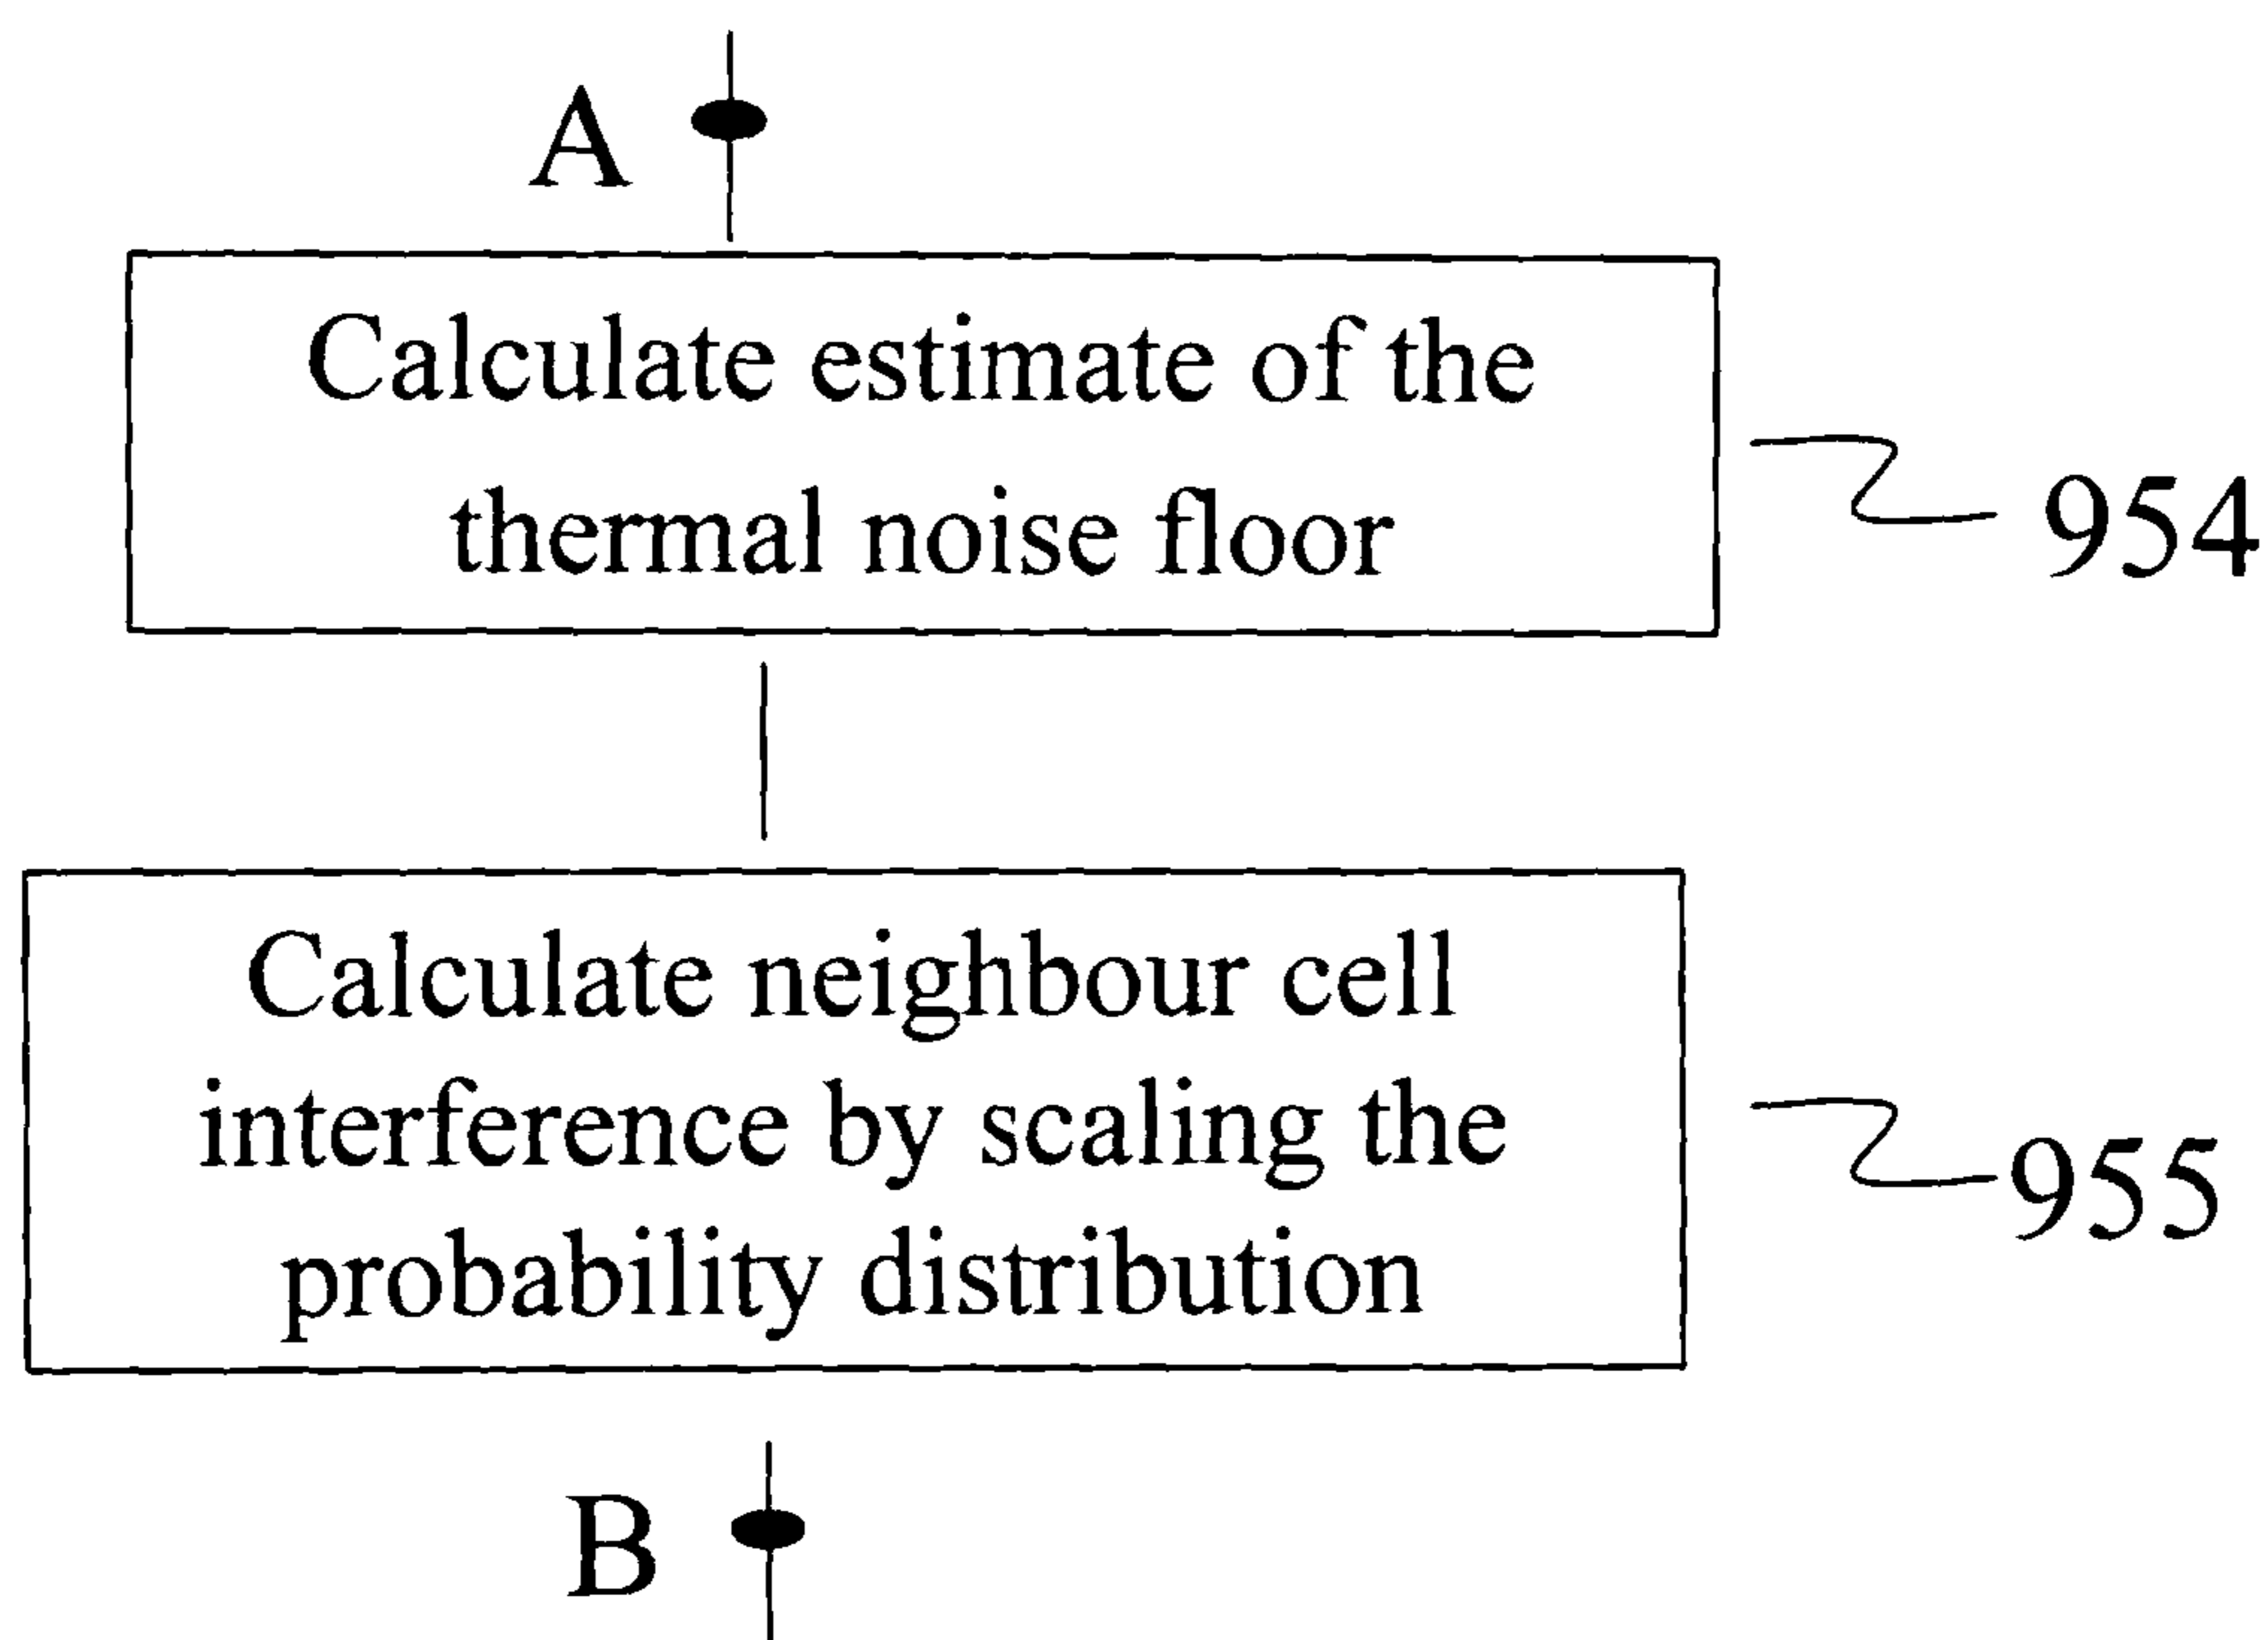 A
Calculate estimate of the
thermal noise floor
954
Calculate neighbour cell
interference by scaling the
probability distribution
955
B